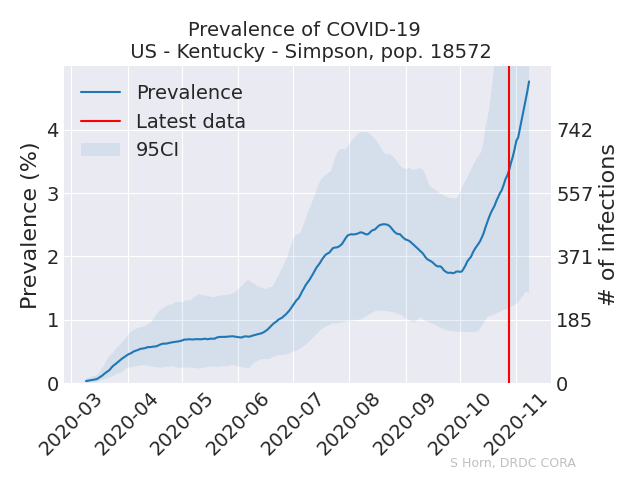 Prevalence of COVID-19
US - Kentucky - Simpson, pop. 18572
Prevalence
Latest data
95CI
Prevalence (%)
4
3
2
1
0
742
557
371
185
0
# of infections
2020-03
2020-04
2020-05
2020-06
2020-07
2020-08
2020-09
2020-10
2020-11
S Horn, DRDC CORA